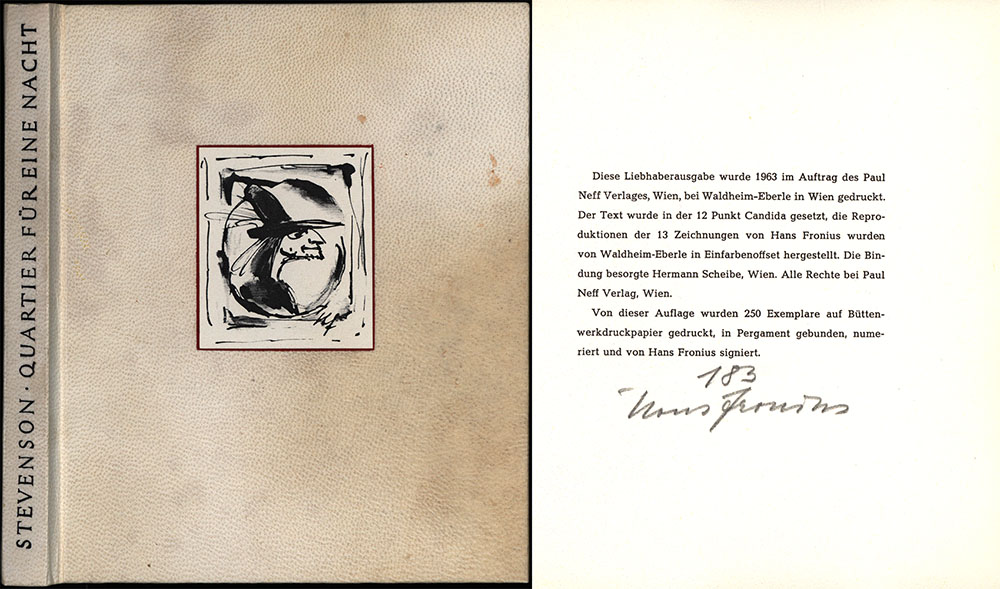 STEVENSON · QUARTIER FÜR EINE NACHT
Diese Liebhaberausgabe wurde 1963 im Auftrag des Paul
Neff Verlages, Wien, bei Waldheim-Eberle in Wien gedruckt.
Der Text wurde in der 12 Punkt Candida gesetzt, die Repro-
duktionen der 13 Zeichnungen von Hans Fronius wurden
von Waldheim-Eberle in Einfarbenoffset hergestellt. Die Bin-
dung besorgte Hermann Scheibe, Wien. Alle Rechte bei Paul
Neff Verlag, Wien.
Von dieser Auflage wurden 250 Exemplare auf Bütten-
werkdruckpapier gedruckt, in Pergament gebunden, nume-
riert und von Hans Fronius signiert.
183
Hans Fronius